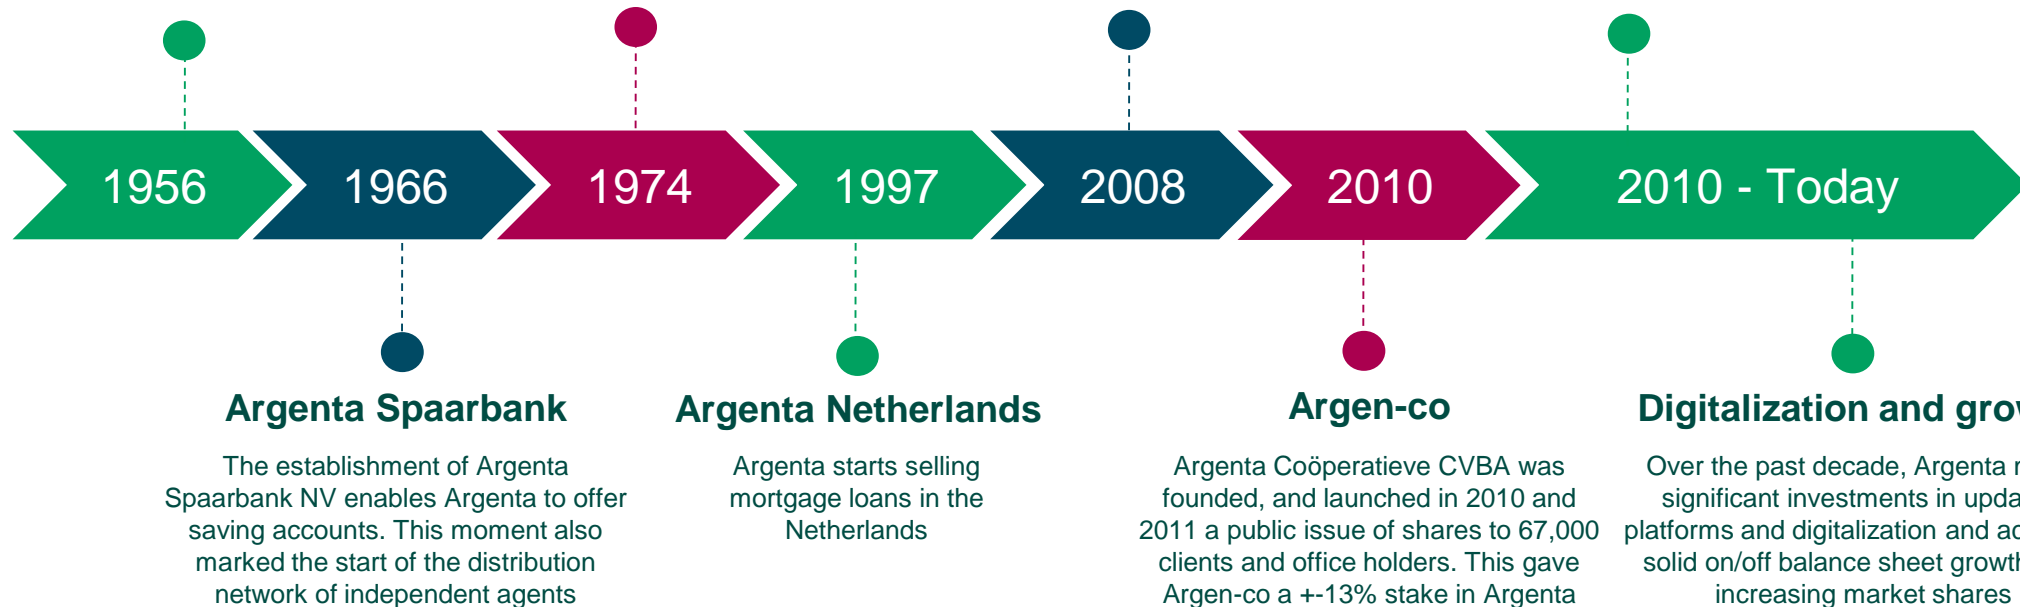 1956
1966
1974
1997
2008
2010
2010 - Today
Argenta Spaarbank
The establishment of Argenta
Spaarbank NV enables Argenta to offer
saving accounts. This moment also
marked the start of the distribution
network of independent agents
Argenta Netherlands
Argenta starts selling
mortgage loans in the
Netherlands
Argen-co
Argenta Coöperatieve CVBA was
founded, and launched in 2010 and
2011 a public issue of shares to 67,000
clients and office holders. This gave
Argen-co a +-13% stake in Argenta
Digitalization and
Over the past decade, Argenta
significant investments in
platforms and digitalization and
solid on/off balance sheet growth
increasing market shares